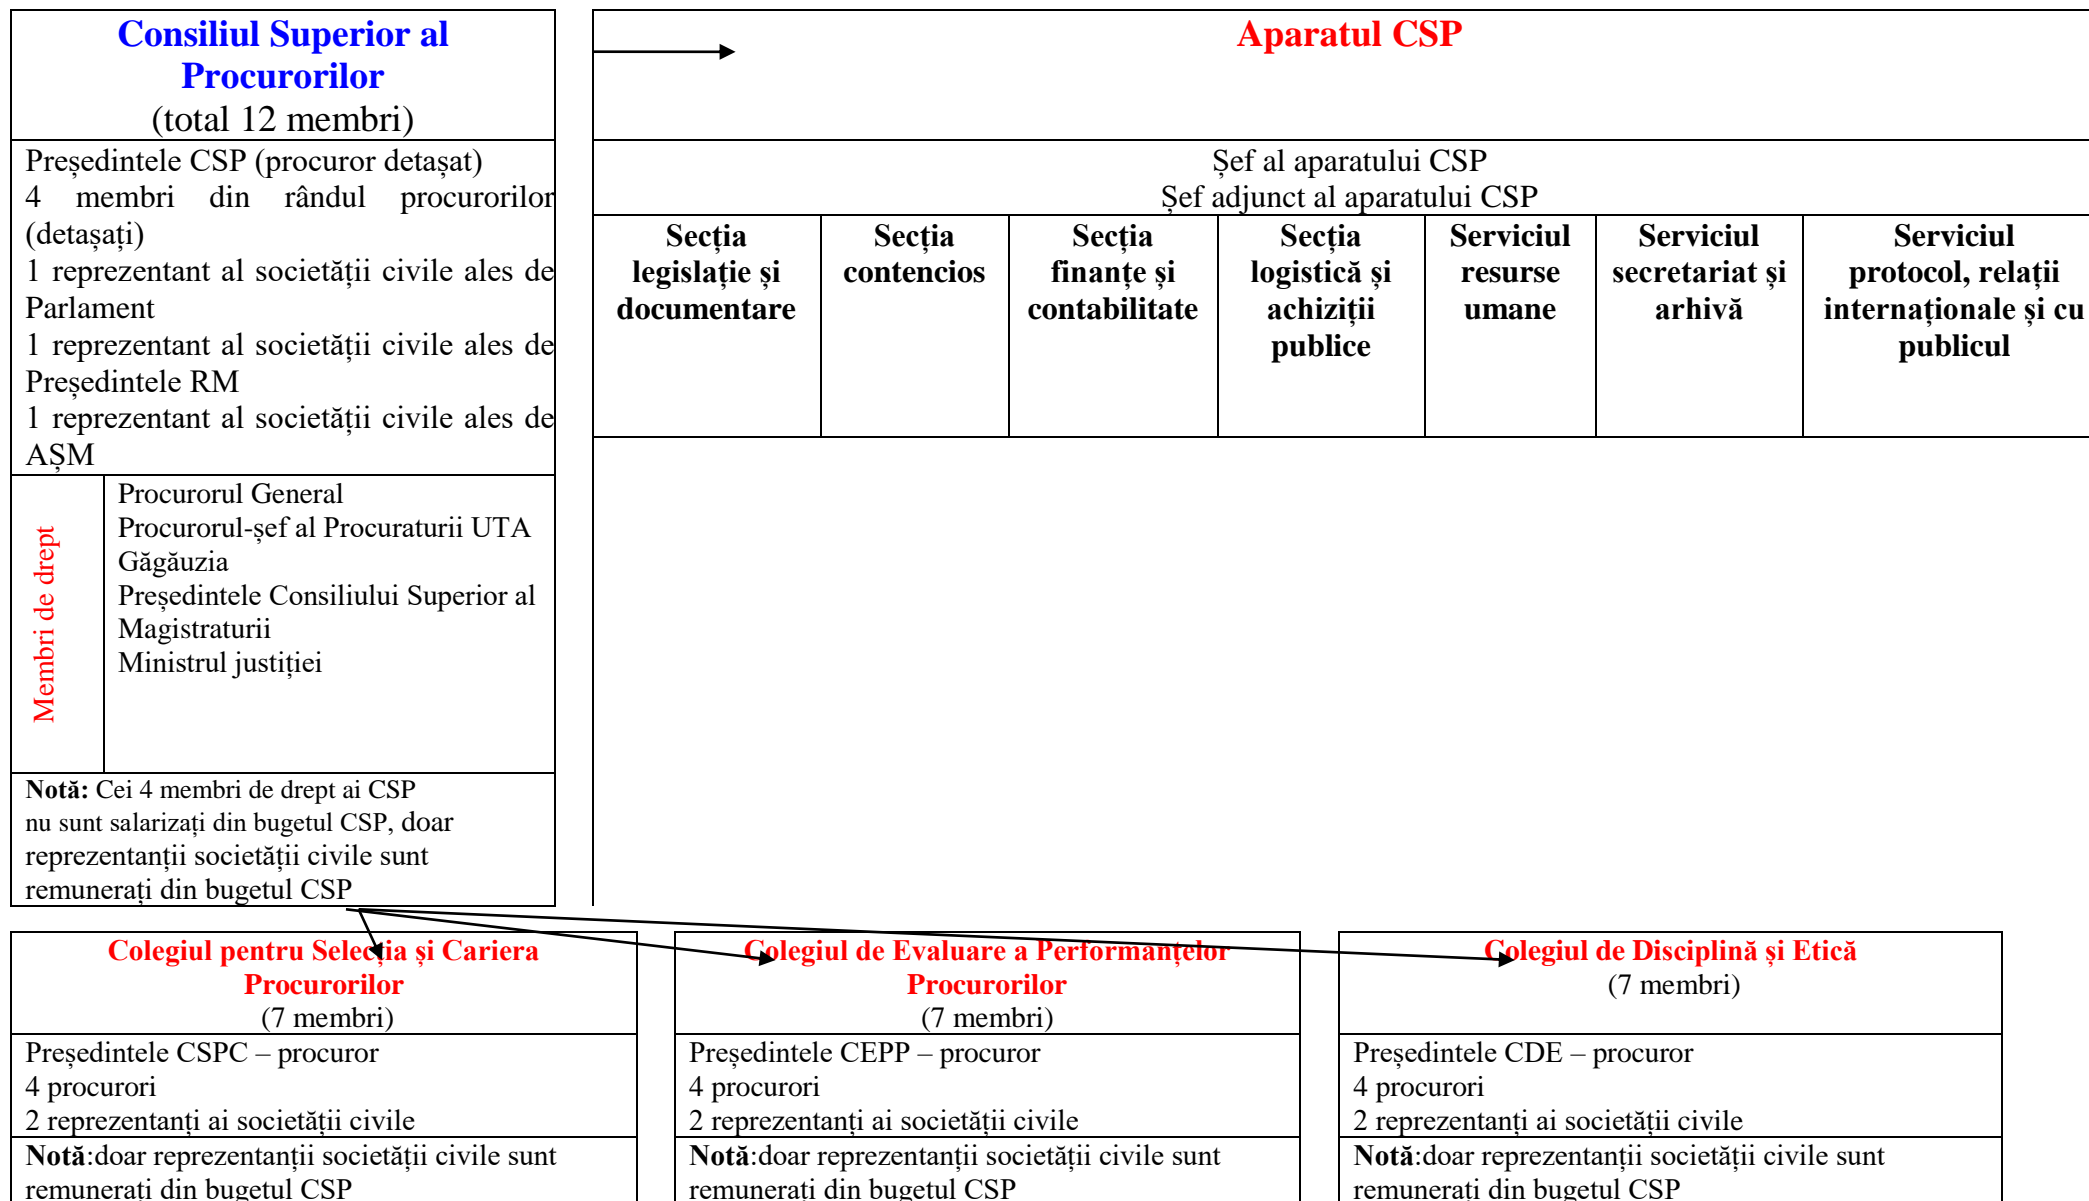 Consiliul Superior al
Procurorilor
(total 12 membri)
Președintele CSP (procuror detașat)
4 membri din rândul procurorilor
(detașați)
1 reprezentant al societății civile ales de
Parlament
1 reprezentant al societății civile ales de
Președintele RM
1 reprezentant al societății civile ales de
AȘM
Membri de drept
Procurorul General
Procurorul-șef al Procuraturii UTA
Găgăuzia
Președintele Consiliului Superior al
Magistraturii
Ministrul justiției
Notă: Cei 4 membri de drept ai CSP
nu sunt salarizați din bugetul CSP, doar
reprezentanții societății civile sunt
remunerați din bugetul CSP
Aparatul CSP
Șef al aparatului CSP
Șef adjunct al aparatului CSP
Secția
legislație și
documentare
Secția
contencios
Secția
finanțe și
contabilitate
Secția
logistică și
achiziții
publice
Serviciul
resurse
umane
Serviciul
secretariat și
arhivă
Serviciul
protocol, relații
internaționale și cu
publicul
Colegiul pentru Selecția și Cariera
Procurorilor
(7 membri)
Președintele CSPC – procuror
4 procurori
2 reprezentanți ai societății civile
Notă:doar reprezentanții societății civile sunt
remunerați din bugetul CSP
Colegiul de Evaluare a Performanțelor
Procurorilor
(7 membri)
Președintele CEPP – procuror
4 procurori
2 reprezentanți ai societății civile
Notă:doar reprezentanții societății civile sunt
remunerați din bugetul CSP
Colegiul de Disciplină și Etică
(7 membri)
Președintele CDE – procuror
4 procurori
2 reprezentanți ai societății civile
Notă:doar reprezentanții societății civile sunt
remunerați din bugetul CSP